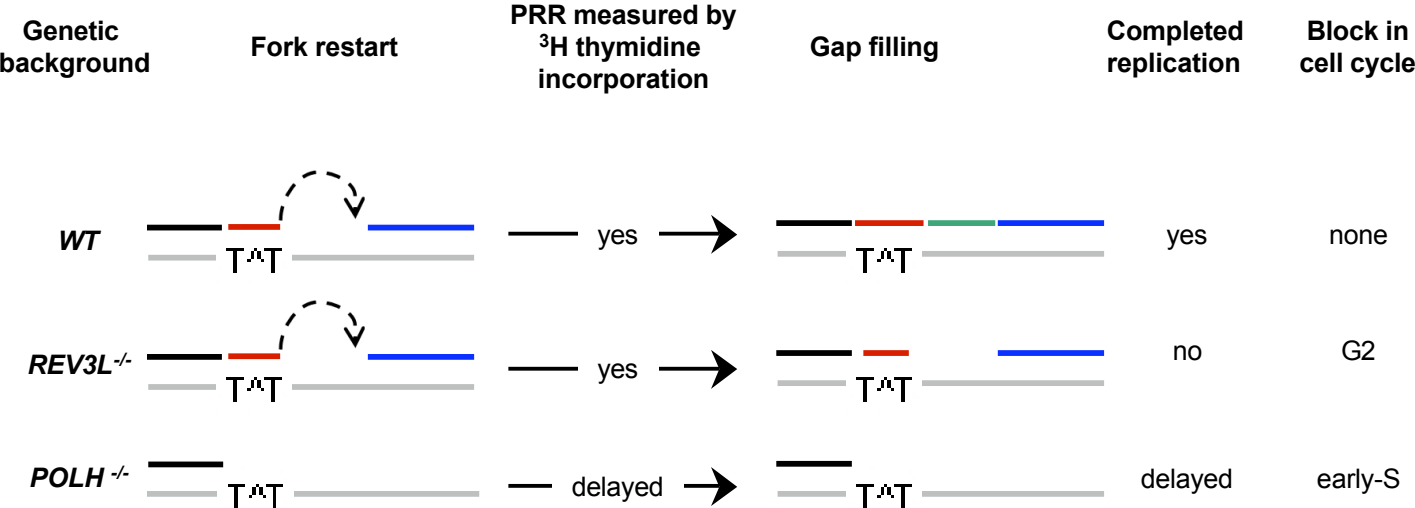 Genetic background
Fork restart
PRR measured by
³H thymidine
incorporation
Gap filling
Completed
replication
Block in
cell cycle
WT
T^T
yes
T^T
yes
none
REV3L-/-
T^T
yes
T^T
no
G2
POLH -/-
T^T
delayed
T^T
delayed
early-S